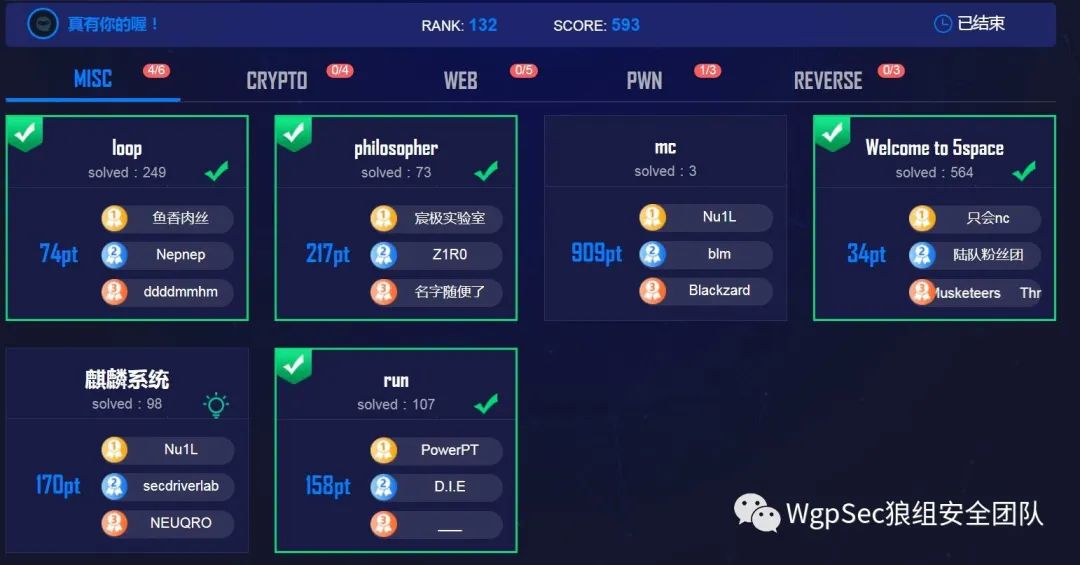 真有你的喔！ RANK: 132 SCORE: 593 已结束
MISC 4/6 CRYPTO 0/4 WEB 0/5 PWN 1/3 REVERSE 0/3
loop
solved：249
74pt
1 鱼香肉丝
2 Nepnep
3 ddddmmhm
philosopher
solved：73
217pt
1 宸极实验室
2 Z1R0
3 名字随便了
mc
solved：3
909pt
1 Nu1L
2 blm
3 Blackzard
Welcome to 5space
solved：564
34pt
1 只会nc
2 陆队粉丝团
3 Musketeers Thr
麒麟系统
solved：98
170pt
1 Nu1L
2 secdriverlab
3 NEUQRO
run
solved：107
158pt
1 PowerPT
2 D.I.E
3 ___
WgpSec狼组安全团队